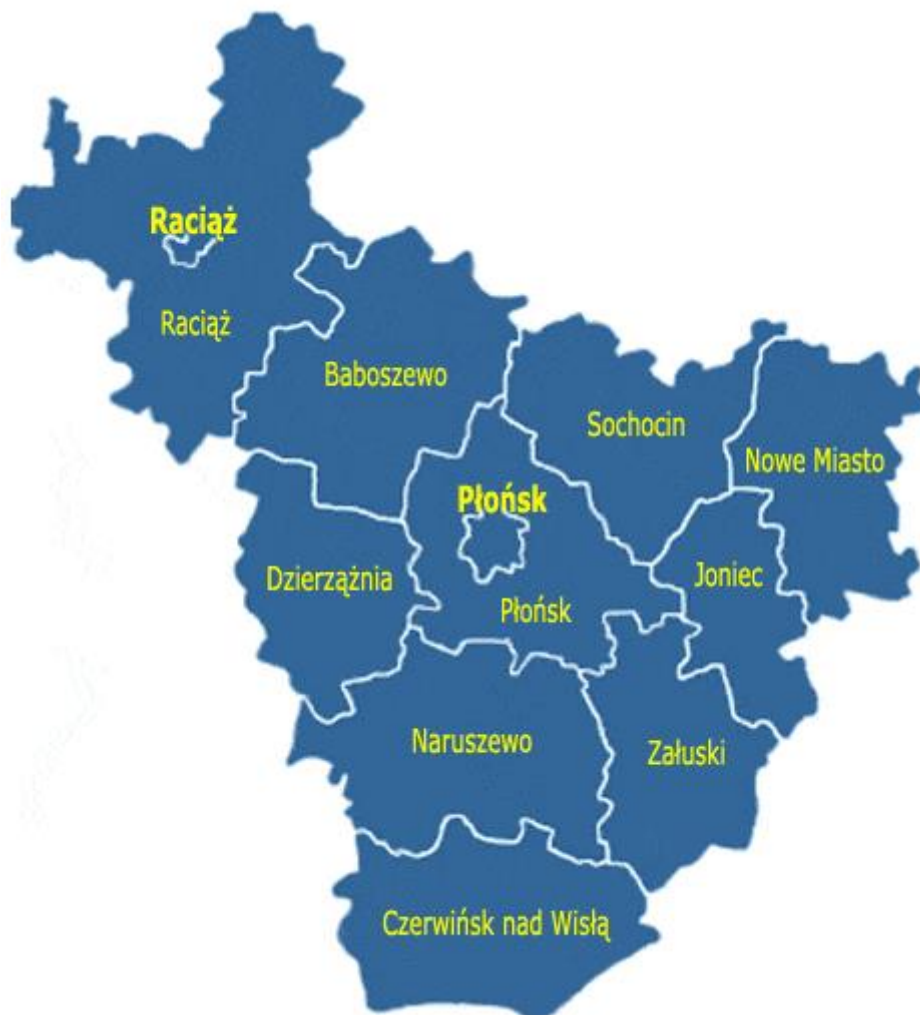 Raciąż
Raciąż
Baboszewo
Sochocin
Nowe Miasto
Płońsk
Dzierzążnia
Joniec
Płońsk
Naruszewo
Załuski
Czerwińsk nad Wisłą